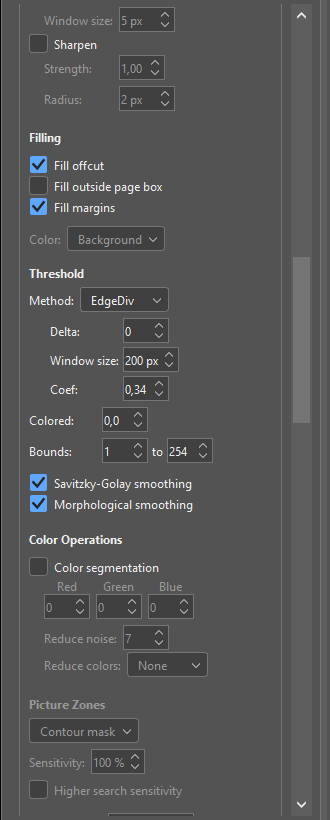 Window size: 5 px
Sharpen
Strength: 1,00
Radius: 2 px
Filling
Fill offcut
Fill outside page box
Fill margins
Color: Background
Threshold
Method: EdgeDiv
Delta: 0
Window size: 200 px
Coef: 0,34
Colored: 0,0
Bounds: 1 to 254
Savitzky-Golay smoothing
Morphological smoothing
Color Operations
Color segmentation
Red Green Blue
0 0 0
Reduce noise: 7
Reduce colors: None
Picture Zones
Contour mask
Sensitivity: 100 %
Higher search sensitivity